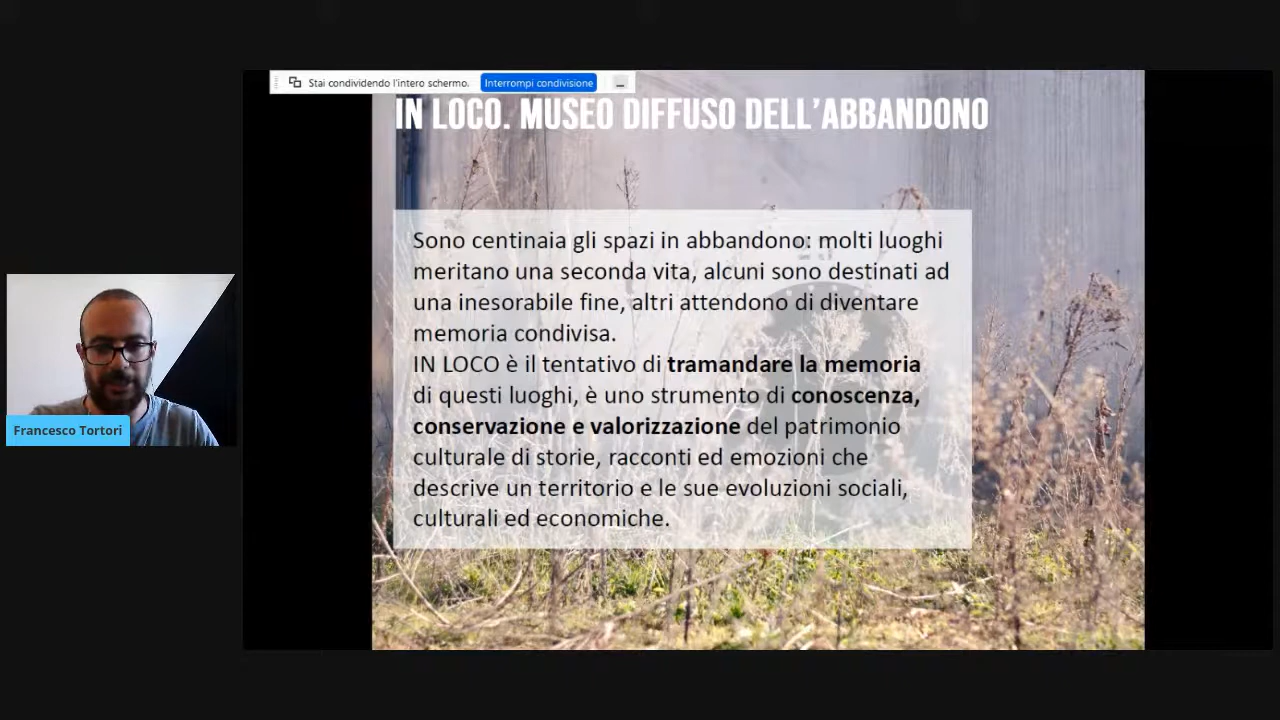 Stai condividendo l'intero schermo.
Interrompi condivisione
IN LOCO. MUSEO DIFFUSO DELL'ABBANDONO
Sono centinaia gli spazi in abbandono: molti luoghi
meritano una seconda vita, alcuni sono destinati ad
una inesorabile fine, altri attendono di diventare
memoria condivisa.
IN LOCO è il tentativo di tramandare la memoria
di questi luoghi, è uno strumento di conoscenza,
conservazione e valorizzazione del patrimonio
culturale di storie, racconti ed emozioni che
descrive un territorio e le sue evoluzioni sociali,
culturali ed economiche.
Francesco Tortori